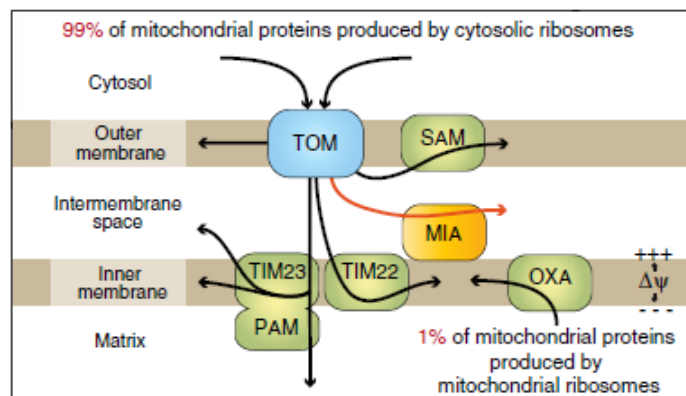 99% of mitochondrial proteins produced by cytosolic ribosomes
Cytosol
Outer
membrane
TOM
SAM
Intermembrane
space
MIA
Inner
membrane
TIM23
TIM22
OXA
+++
Δψ
---
PAM
Matrix
1% of mitochondrial proteins
produced by
mitochondrial ribosomes